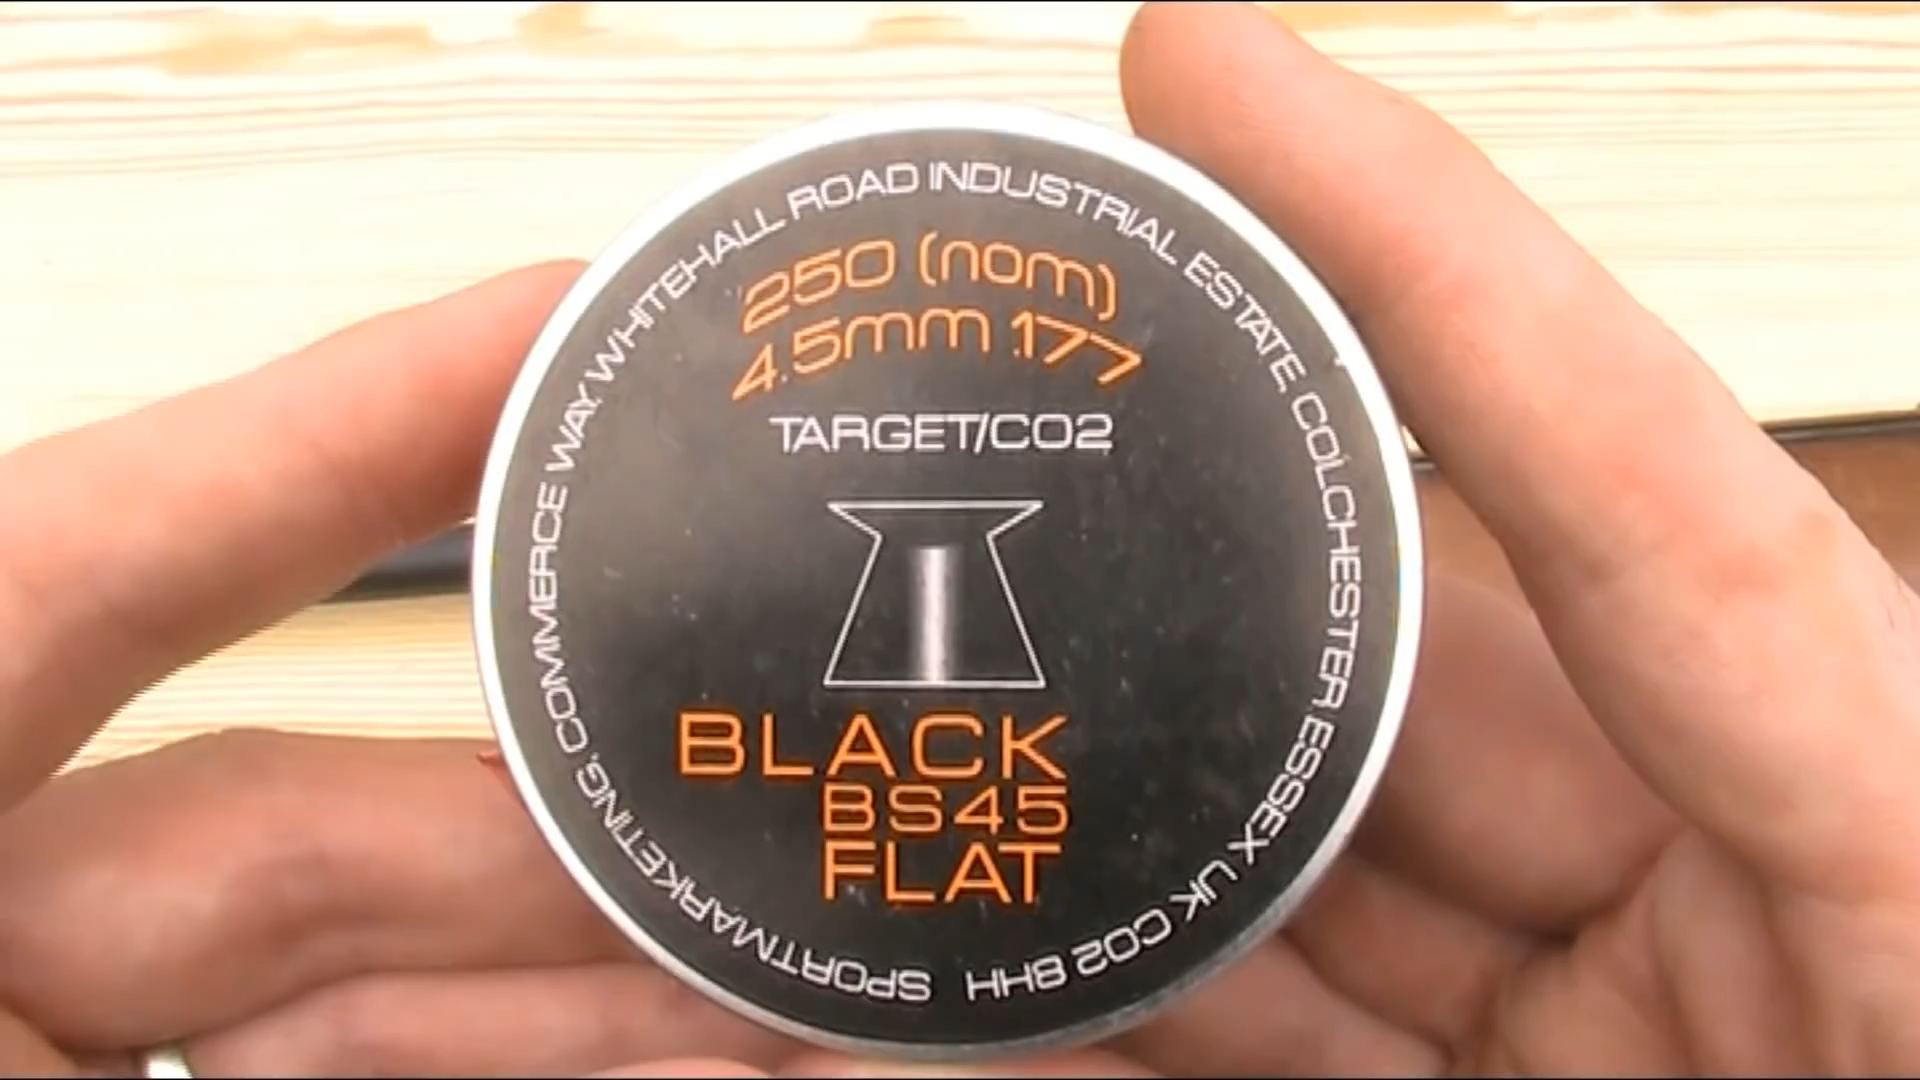 SPORTMARKETING, COMMERCE WAY, WHITEHALL ROAD INDUSTRIAL ESTATE, COLCHESTER ESSEX UK CO2 8HH
250 (nom)
4.5mm .177
TARGET/CO2
BLACK
BS45
FLAT